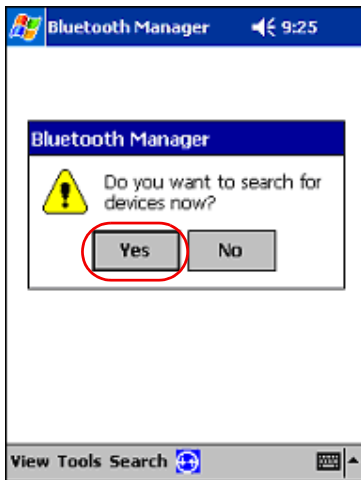 Bluetooth Manager 9:25
Bluetooth Manager
Do you want to search for
devices now?
Yes No
View Tools Search